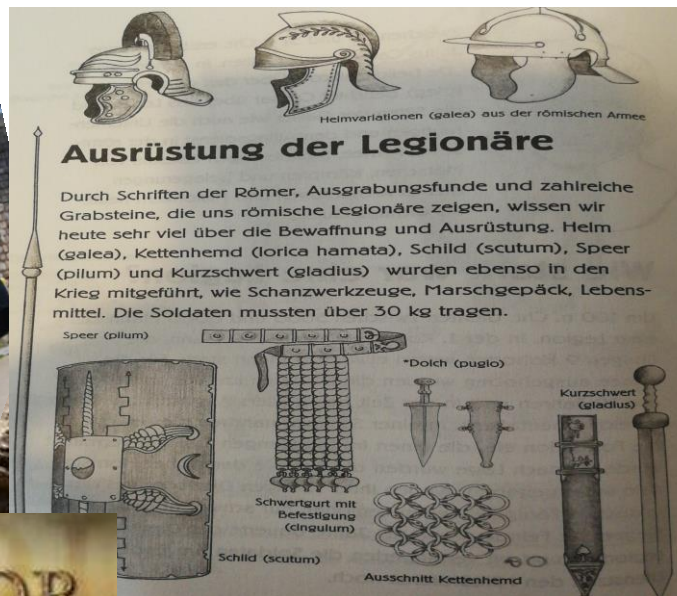 Helmvariationen (galea) aus der römischen Armee
Ausrüstung der Legionäre
Durch Schriften der Römer, Ausgrabungsfunde und zahlreiche
Grabsteine, die uns römische Legionäre zeigen, wissen wir
heute sehr viel über die Bewaffnung und Ausrüstung. Helm
(galea), Kettenhemd (lorica hamata), Schild (scutum), Speer
(pilum) und Kurzschwert (gladius) wurden ebenso in den
Krieg mitgeführt, wie Schanzwerkzeuge, Marschgepäck, Lebens-
mittel. Die Soldaten mussten über 30 kg tragen.
Speer (pilum)
*Dolch (pugio)
Kurzschwert
(gladius)
Schwertgurt mit
Befestigung
(cingulum)
Schild (scutum)
Ausschnitt Kettenhemd
OR